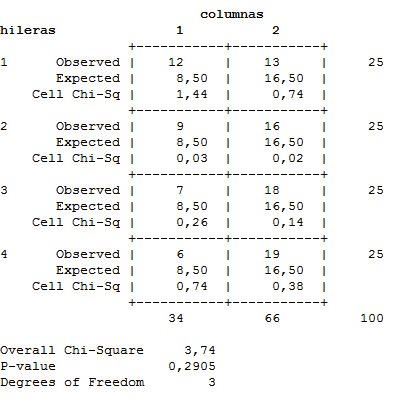 columnas
hileras 1 2
+-----------+-----------+
1 Observed | 12 | 13 | 25
Expected | 8,50 | 16,50 |
Cell Chi-Sq | 1,44 | 0,74 |
+-----------+-----------+
2 Observed | 9 | 16 | 25
Expected | 8,50 | 16,50 |
Cell Chi-Sq | 0,03 | 0,02 |
+-----------+-----------+
3 Observed | 7 | 18 | 25
Expected | 8,50 | 16,50 |
Cell Chi-Sq | 0,26 | 0,14 |
+-----------+-----------+
4 Observed | 6 | 19 | 25
Expected | 8,50 | 16,50 |
Cell Chi-Sq | 0,74 | 0,38 |
+-----------+-----------+
34 66 100
Overall Chi-Square 3,74
P-value 0,2905
Degrees of Freedom 3